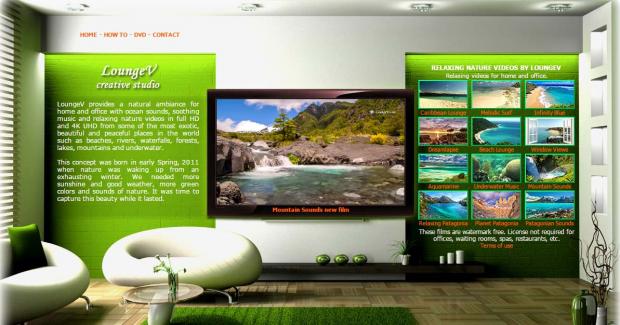 HOME - HOW TO - DVD - CONTACT
LoungeV
creative studio
LoungeV provides a natural ambiance for
home and office with ocean sounds, soothing
music and relaxing nature videos in full HD
and 4K UHD from some of the most exotic,
beautiful and peaceful places in the world
such as beaches, rivers, waterfalls, forests,
lakes, mountains and underwater.
This concept was born in early Spring, 2011
when nature was waking up from an
exhausting winter. We needed more
sunshine and good weather, more green
colors and sounds of nature. It was time to
capture this beauty while it lasted.
Mountain Sounds new film
RELAXING NATURE VIDEOS BY LOUNGEV
Relaxing videos for home and office.
Caribbean Lounge Melodic Surf Infinity Blue
Dreamland Beach Lounge Window Views
Aquamarine Underwater Music Mountain Sounds
Relaxing Patagonia Planet Patagonia Patagonian Sounds
These films are watermark free. License not required for
offices, waiting rooms, spas, restaurants, etc.
Terms of use